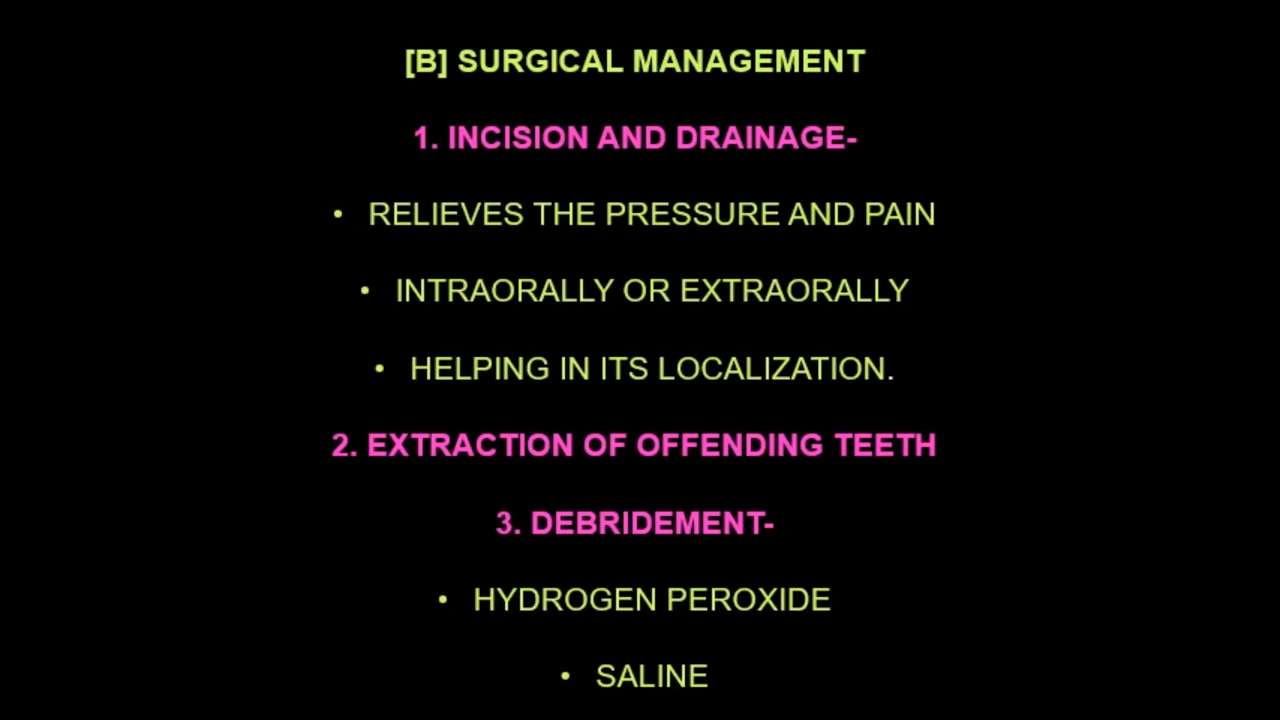 [B] SURGICAL MANAGEMENT
1. INCISION AND DRAINAGE-
• RELIEVES THE PRESSURE AND PAIN
• INTRAORALLY OR EXTRAORALLY
• HELPING IN ITS LOCALIZATION.
2. EXTRACTION OF OFFENDING TEETH
3. DEBRIDEMENT-
• HYDROGEN PEROXIDE
• SALINE